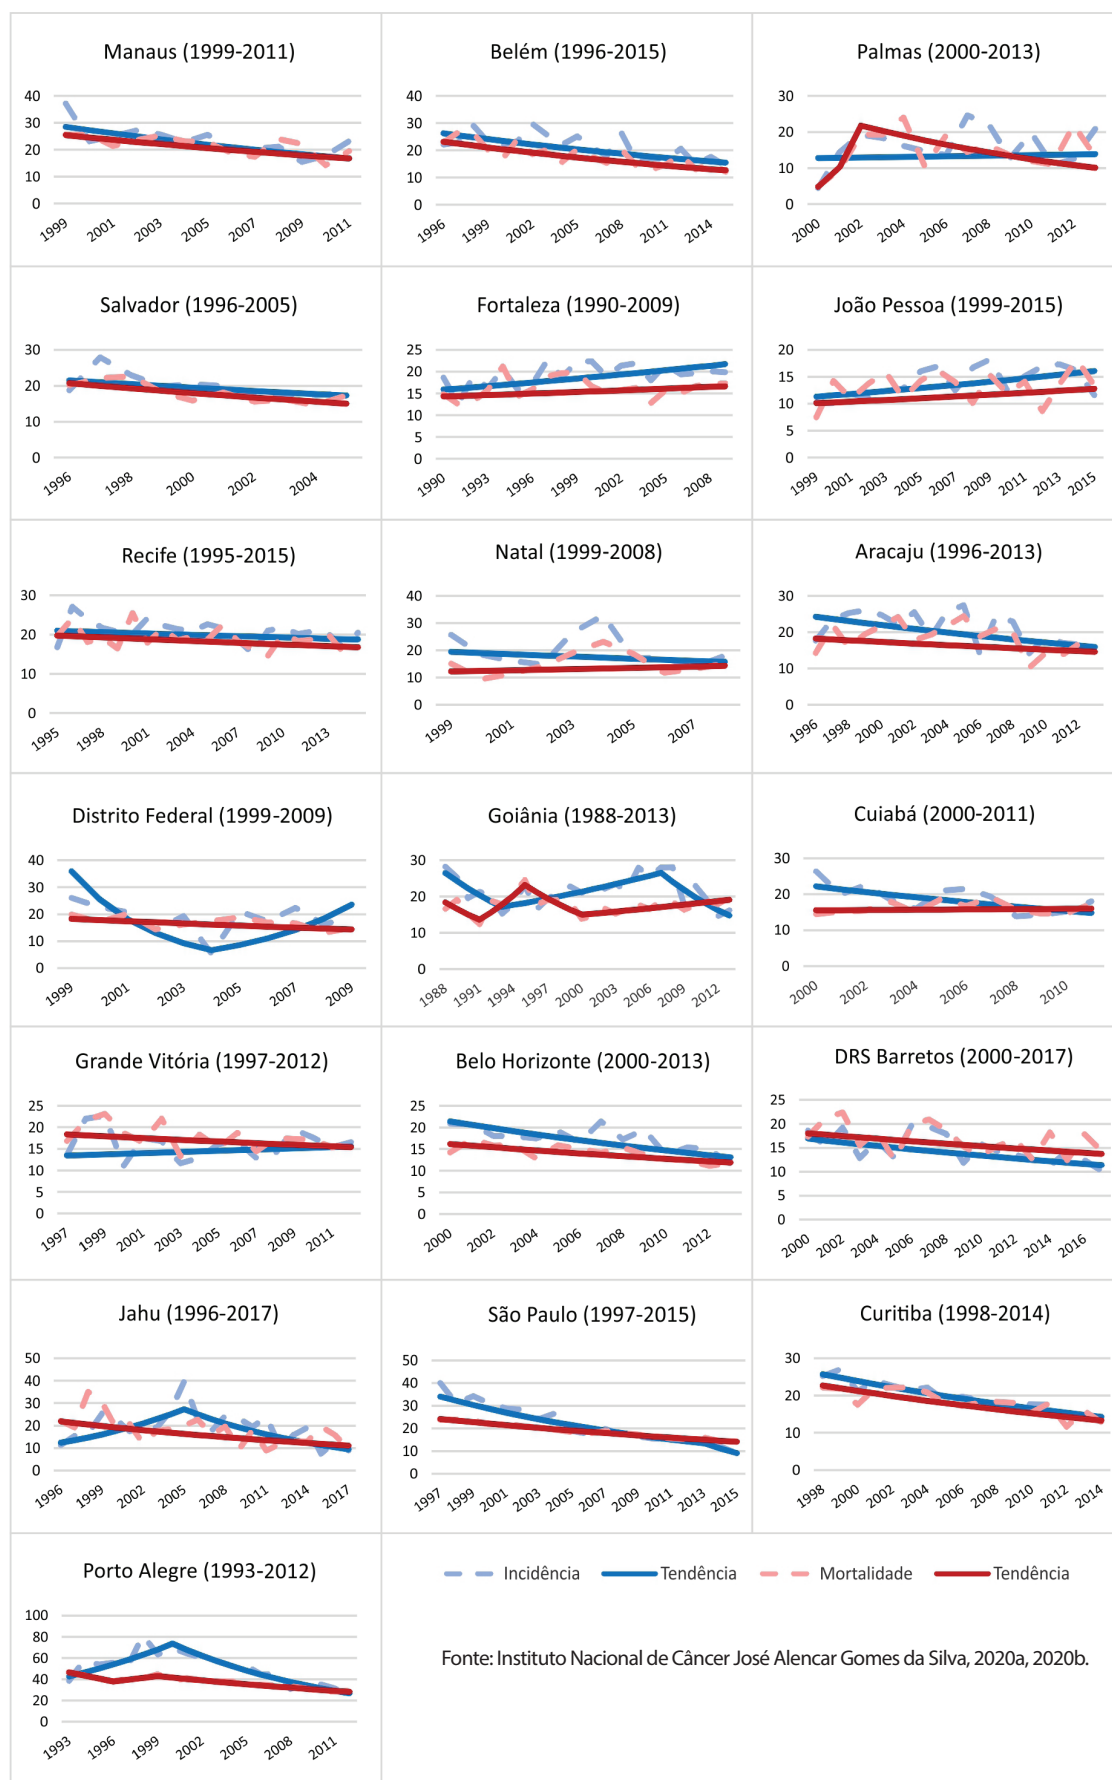 Manaus (1999-2011)
40
30
20
10
0
1999 2001 2003 2005 2007 2009 2011
Belém (1996-2015)
40
30
20
10
0
1996 1999 2002 2005 2008 2011 2014
Palmas (2000-2013)
30
20
10
0
2000 2002 2004 2006 2008 2010 2012
Salvador (1996-2005)
30
20
10
0
1996 1998 2000 2002 2004
Fortaleza (1990-2009)
25
20
15
10
5
0
1990 1993 1996 1999 2002 2005 2008
João Pessoa (1999-2015)
20
15
10
5
0
1999 2001 2003 2005 2007 2009 2011 2013 2015
Recife (1995-2015)
30
20
10
0
1995 1998 2001 2004 2007 2010 2013
Natal (1999-2008)
40
30
20
10
0
1999 2001 2003 2005 2007
Aracaju (1996-2013)
30
20
10
0
1996 1998 2000 2002 2004 2006 2008 2010 2012
Distrito Federal (1999-2009)
40
30
20
10
0
1999 2001 2003 2005 2007 2009
Goiânia (1988-2013)
30
20
10
0
1988 1991 1994 1997 2000 2003 2006 2009 2012
Cuiabá (2000-2011)
30
20
10
0
2000 2002 2004 2006 2008 2010
Grande Vitória (1997-2012)
25
20
15
10
5
0
1997 1999 2001 2003 2005 2007 2009 2011
Belo Horizonte (2000-2013)
25
20
15
10
5
0
2000 2002 2004 2006 2008 2010 2012
DRS Barretos (2000-2017)
25
20
15
10
5
0
2000 2002 2004 2006 2008 2010 2012 2014 2016
Jahu (1996-2017)
50
40
30
20
10
0
1996 1999 2002 2005 2008 2011 2014 2017
São Paulo (1997-2015)
50
40
30
20
10
0
1997 1999 2001 2003 2005 2007 2009 2011 2013 2015
Curitiba (1998-2014)
30
20
10
0
1998 2000 2002 2004 2006 2008 2010 2012 2014
Porto Alegre (1993-2012)
100
80
60
40
20
0
1993 1996 1999 2002 2005 2008 2011
Incidência Tendência Mortalidade Tendência
Fonte: Instituto Nacional de Câncer José Alencar Gomes da Silva, 2020a, 2020b.